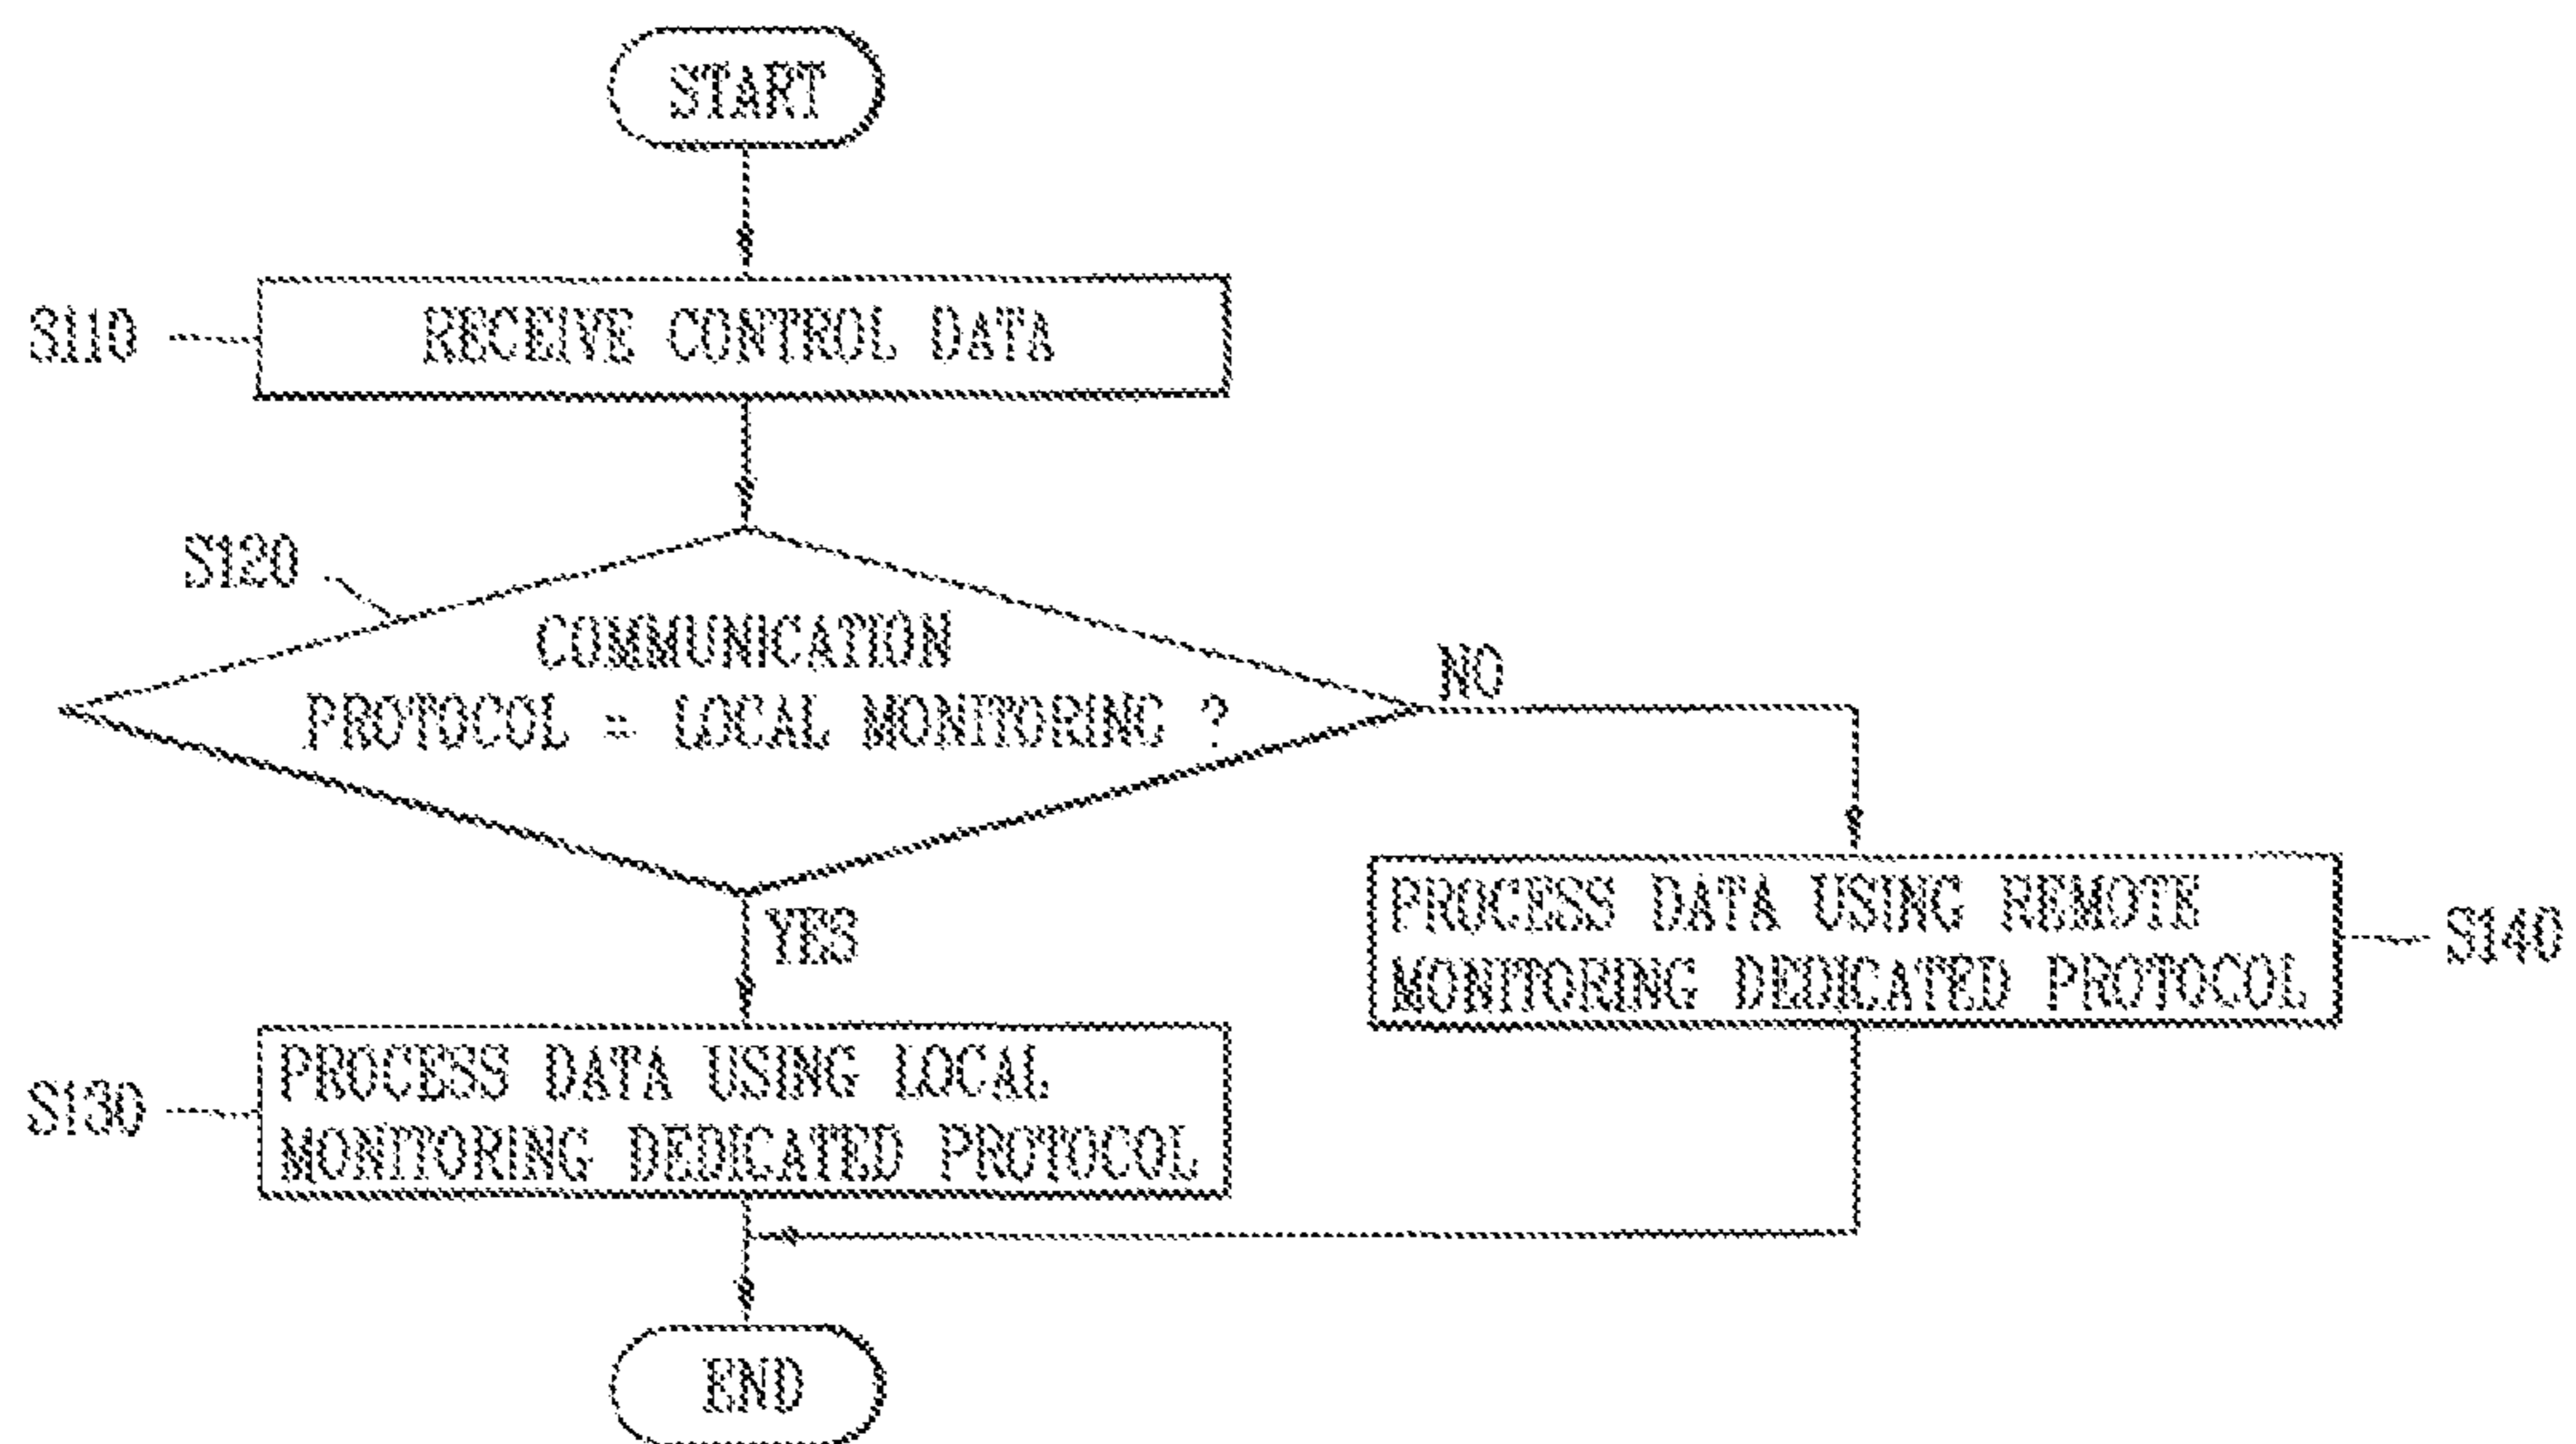 START
S110
RECEIVE CONTROL DATA
S120
COMMUNICATION
PROTOCOL = LOCAL MONITORING ?
NO
YES
PROCESS DATA USING REMOTE
MONITORING DEDICATED PROTOCOL
S140
S130
PROCESS DATA USING LOCAL
MONITORING DEDICATED PROTOCOL
END